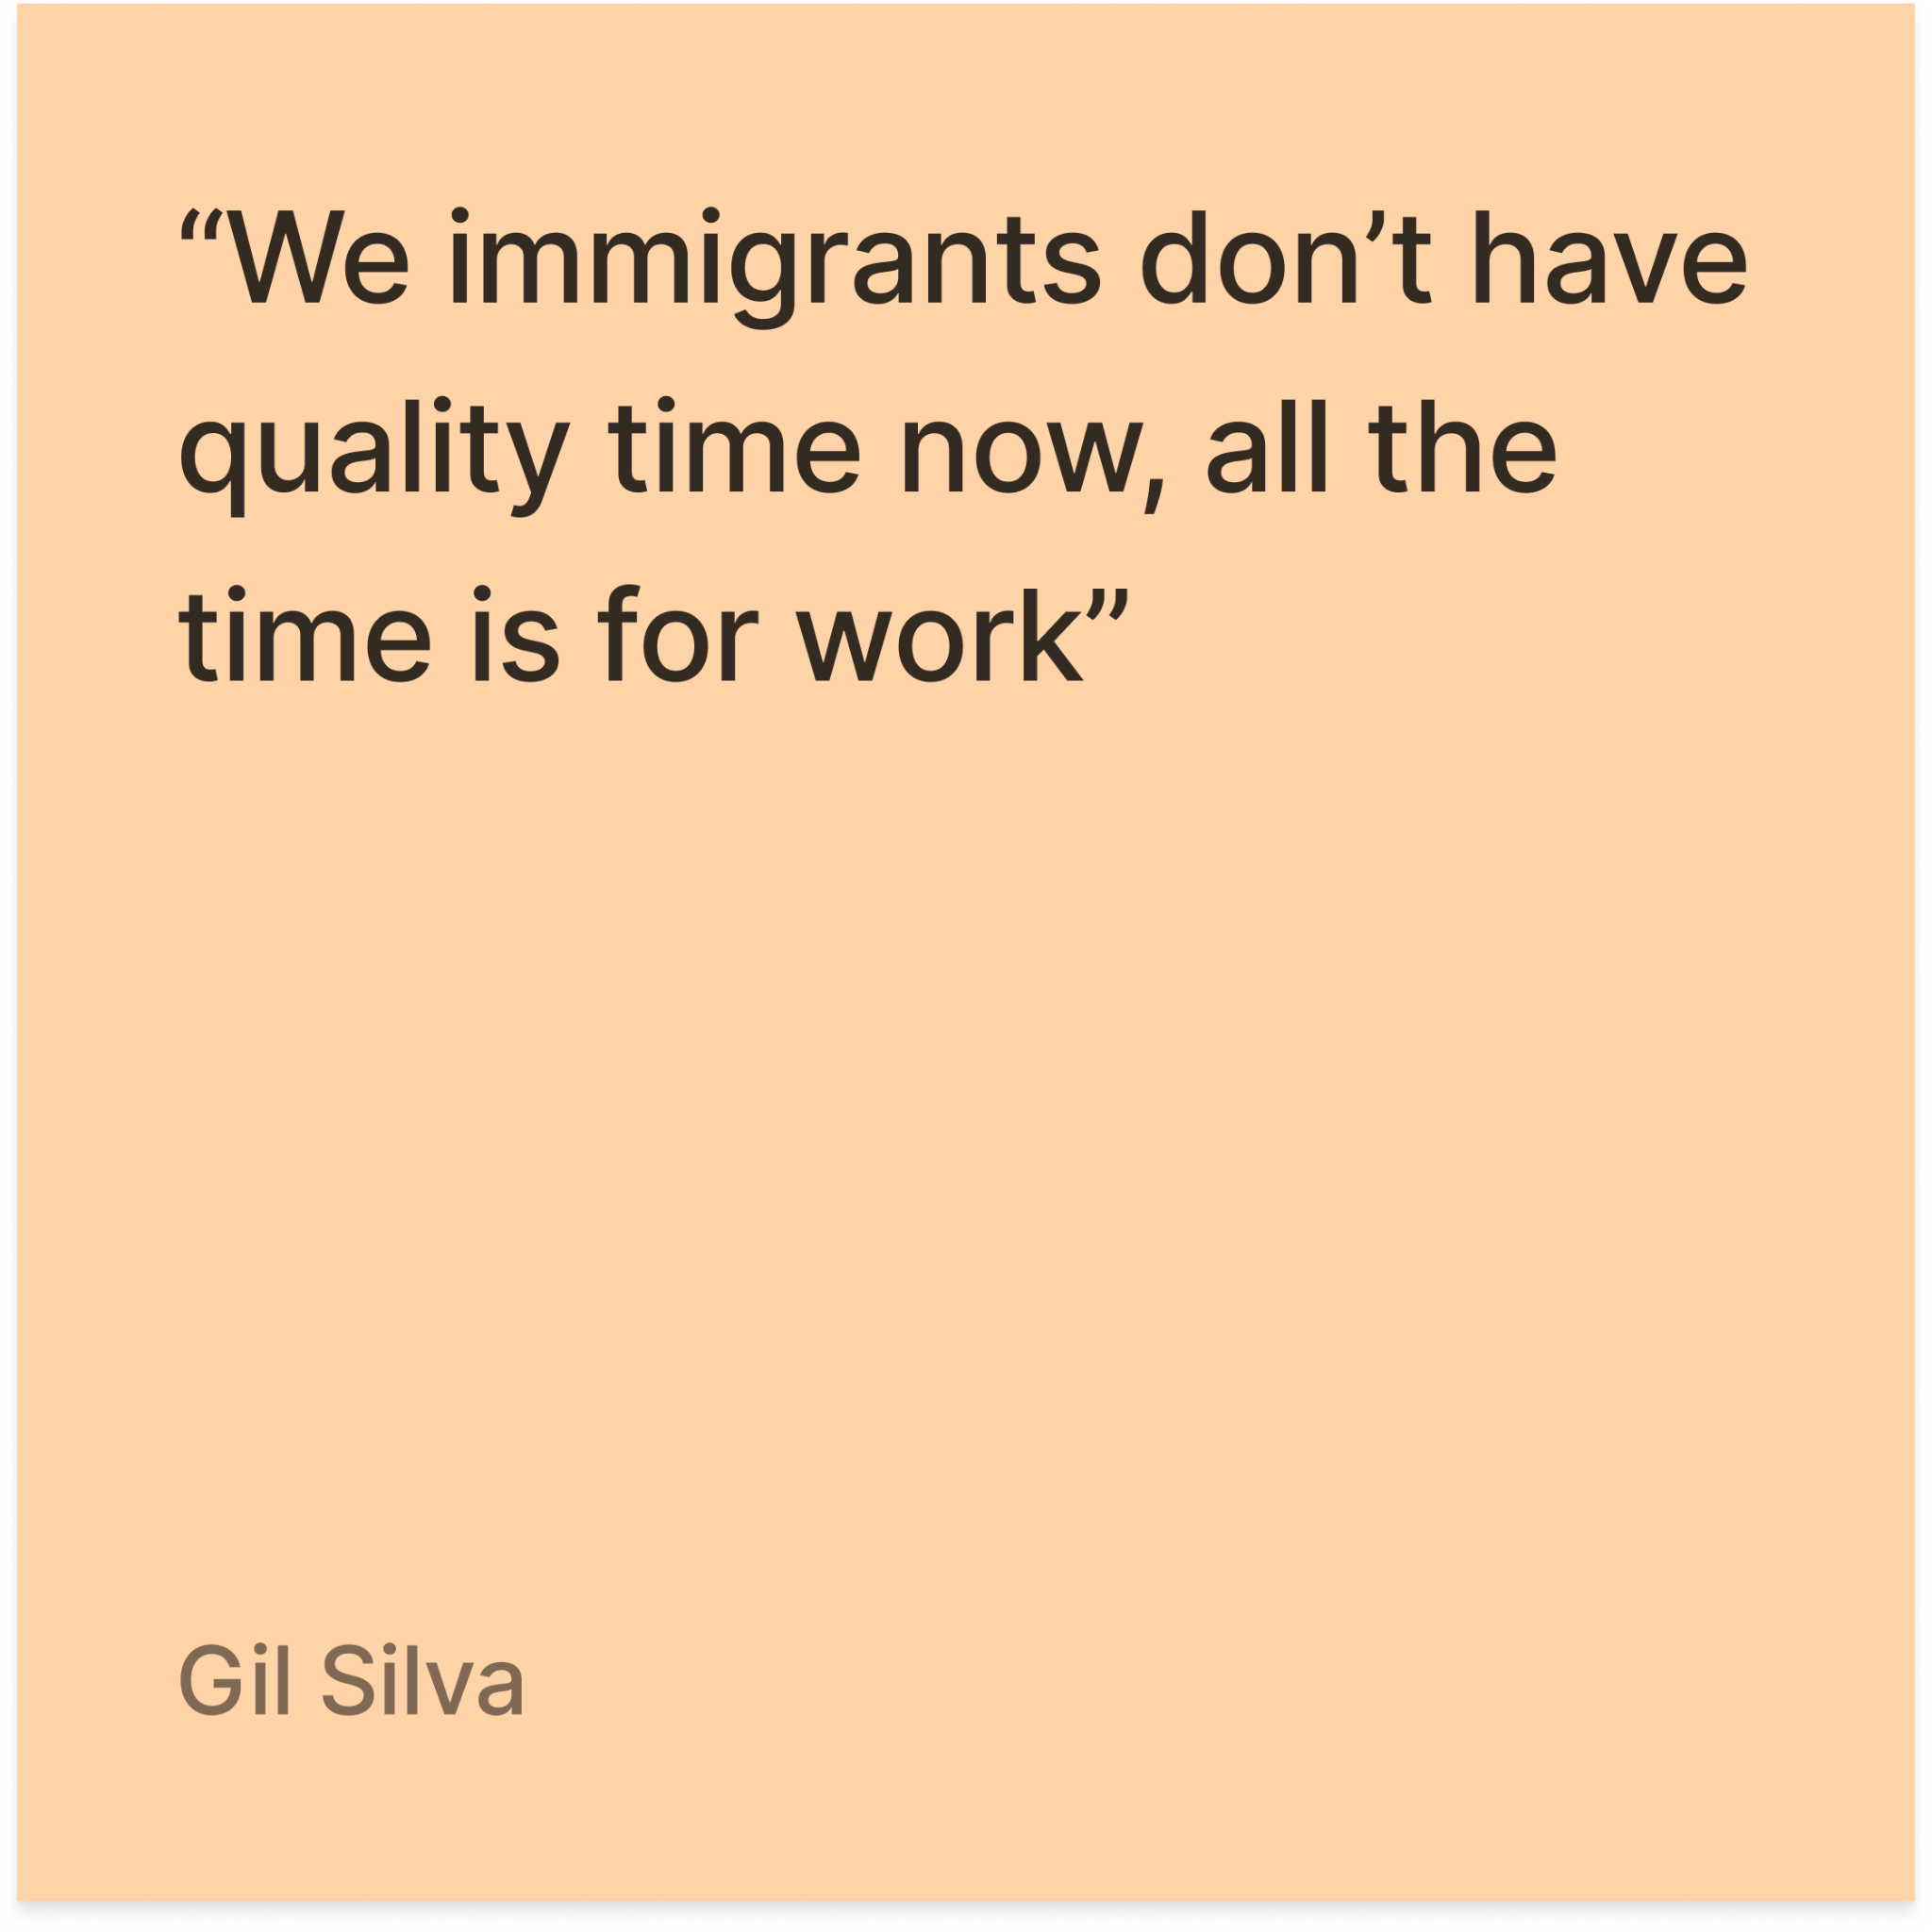 “We immigrants don’t have
quality time now, all the
time is for work”
Gil Silva